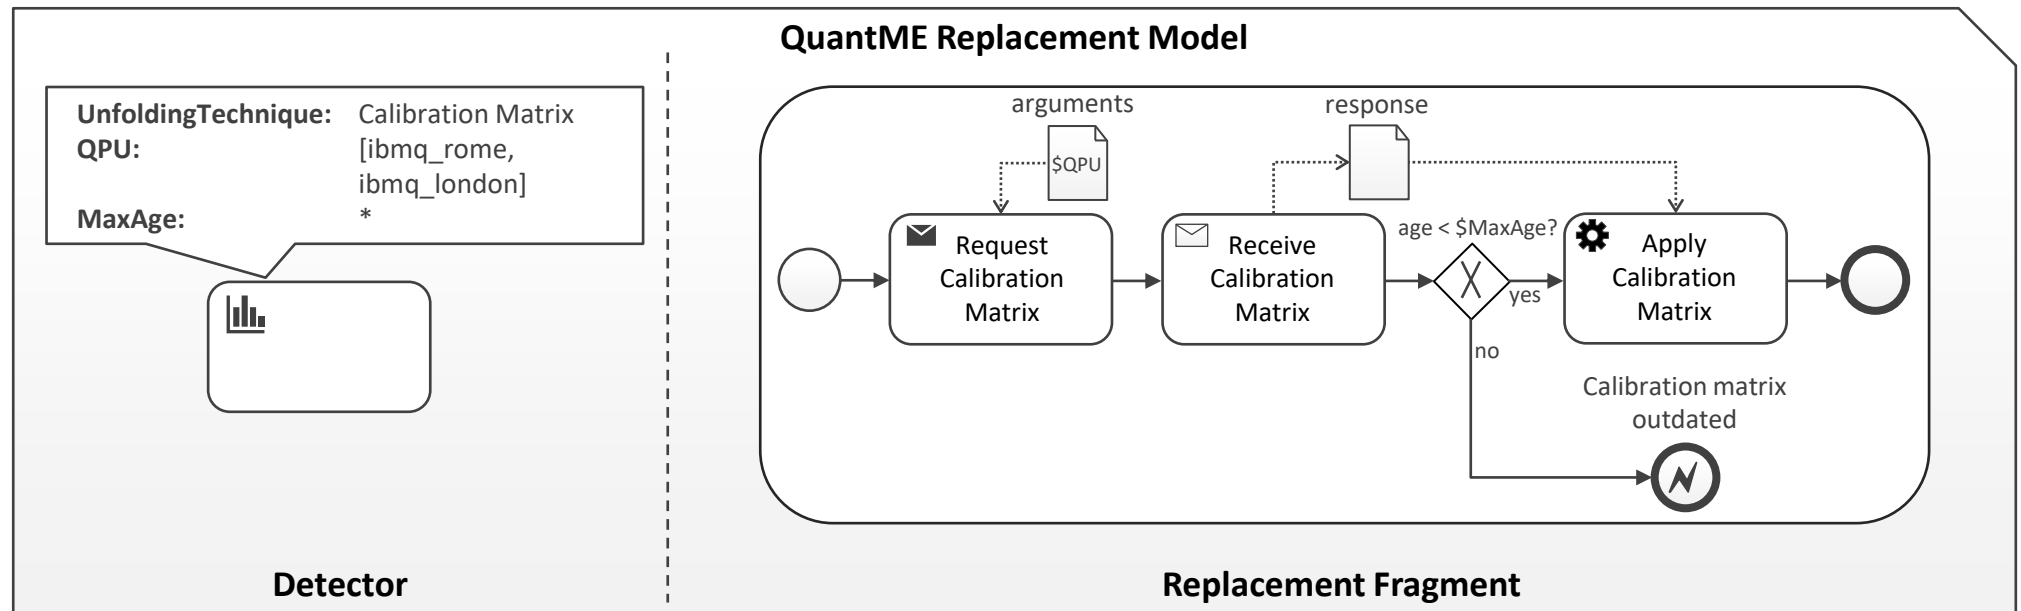 QuantME Replacement Model
UnfoldingTechnique: Calibration Matrix
QPU: [ibmq_rome,
ibmq_london]
MaxAge: *
Detector
arguments
$QPU
response
Request
Calibration
Matrix
Receive
Calibration
Matrix
age < $MaxAge?
yes
no
Apply
Calibration
Matrix
Calibration matrix
outdated
Replacement Fragment